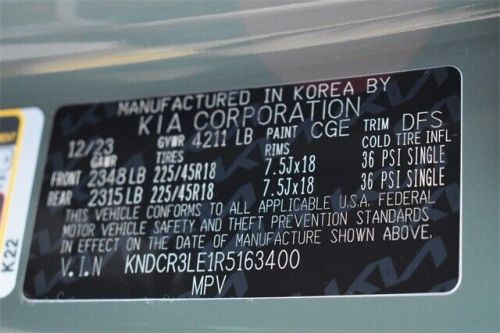 MANUFACTURED IN KOREA BY
KIA CORPORATION
12/23 GVWR 4211 LB PAINT CGE TRIM DFS
GAWR TIRES RIMS COLD TIRE INFL
FRONT 2348 LB 225/45R18 7.5Jx18 36 PSI SINGLE
REAR 2315 LB 225/45R18 7.5Jx18 36 PSI SINGLE
THIS VEHICLE CONFORMS TO ALL APPLICABLE U.S.A. FEDERAL
MOTOR VEHICLE SAFETY AND THEFT PREVENTION STANDARDS
IN EFFECT ON THE DATE OF MANUFACTURE SHOWN ABOVE.
V.I.N KNDCR3LE1R5163400
MPV
K22